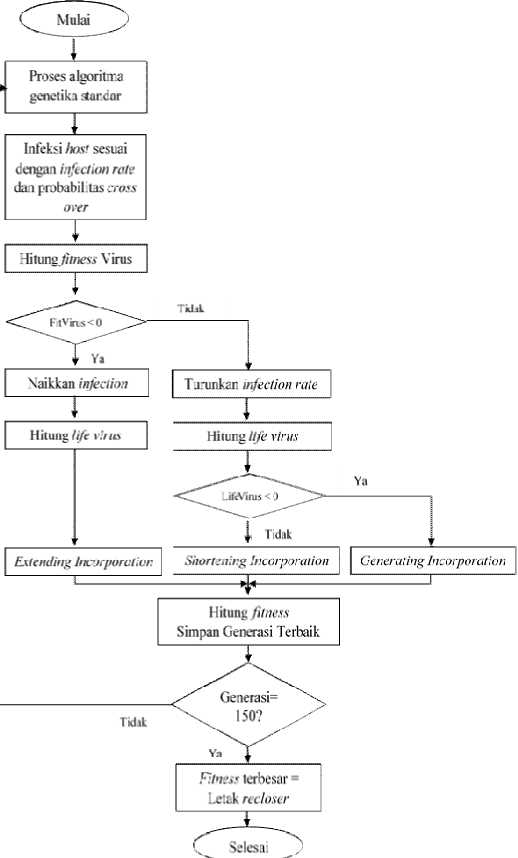 Mulai
Proses algoritma
genetika standar
Infeksi host sesuai
dengan infection rate
dan probabilitas cross
over
Hitung fitness Virus
FitVirus < 0
Tidak
Ya
Naikkan infection
Turunkan infection rate
Hitung life virus
Hitung life virus
LifeVirus < 0
Ya
Tidak
Extending Incorporation
Shortening Incorporation
Generating Incorporation
Hitung fitness
Simpan Generasi Terbaik
Generasi=
150?
Tidak
Ya
Fitness terbesar =
Letak recloser
Selesai